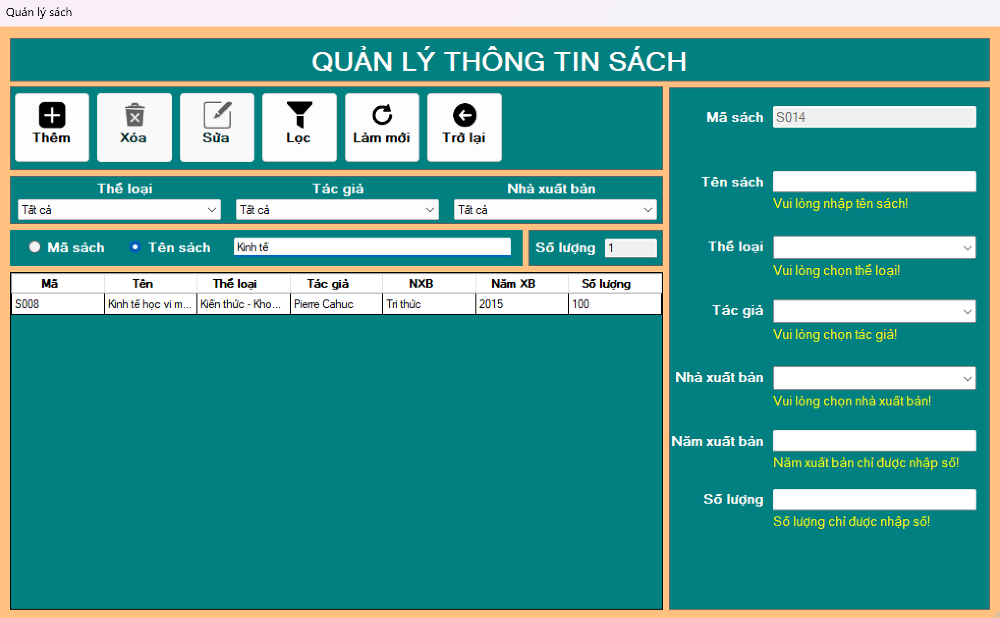 Quản lý sách
QUẢN LÝ THÔNG TIN SÁCH
Thêm
Xóa
Sửa
Lọc
Làm mới
Trở lại
Thể loại
Tác giả
Nhà xuất bản
Tất cả
Tất cả
Tất cả
Mã sách
Tên sách
Kinh tế
Số lượng
1
Mã Tên Thể loại Tác giả NXB Năm XB Số lượng
S008 Kinh tế học vi m... Kiến thức - Kho... Pierre Cahuc Tri thức 2015 100
Mã sách S014
Tên sách
Vui lòng nhập tên sách!
Thể loại
Vui lòng chọn thể loại!
Tác giả
Vui lòng chọn tác giả!
Nhà xuất bản
Vui lòng chọn nhà xuất bản!
Năm xuất bản
Năm xuất bản chỉ được nhập số!
Số lượng
Số lượng chỉ được nhập số!